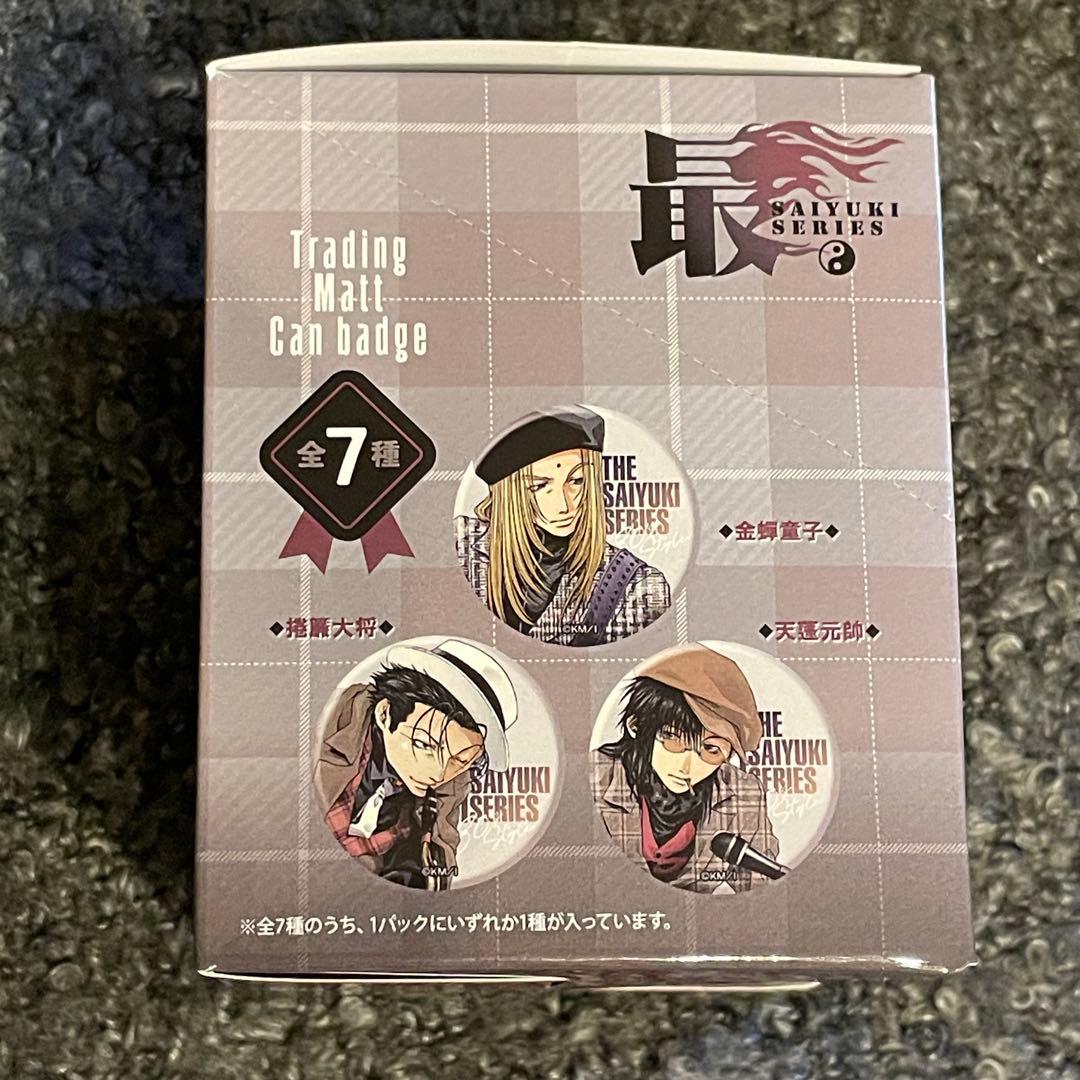 最
SAIYUKI
SERIES
Trading
Matt
Can badge
全7種
THE
SAIYUKI
SERIES
Style
©KM/I
◆金蟬童子◆
◆捲簾大将◆
SAIYUKI
SERIES
Style
©KM/I
◆天蓬元帥◆
THE
SAIYUKI
SERIES
Style
©KM/I
※全7種のうち、1パックにいずれか1種が入っています。